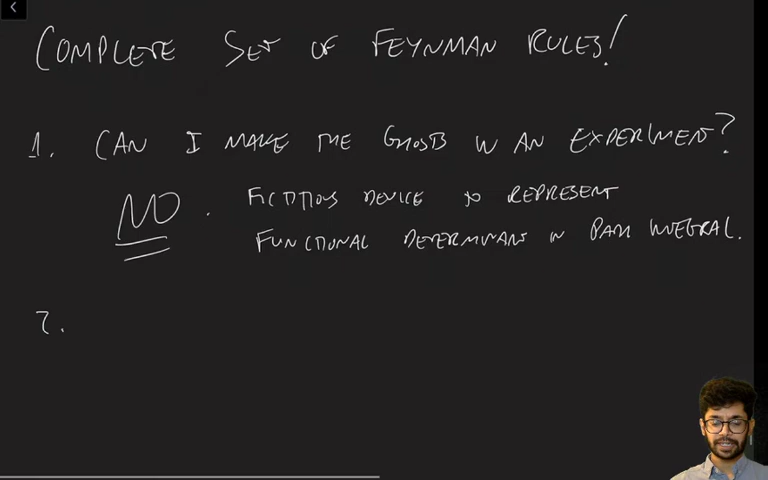 COMPLETE SET OF FEYNMAN RULES!
1. CAN I MAKE THE GHOSTS IN AN EXPERIMENT?
NO. FICTITIOUS DEVICE TO REPRESENT
FUNCTIONAL DETERMINANT IN PATH INTEGRAL.
2.